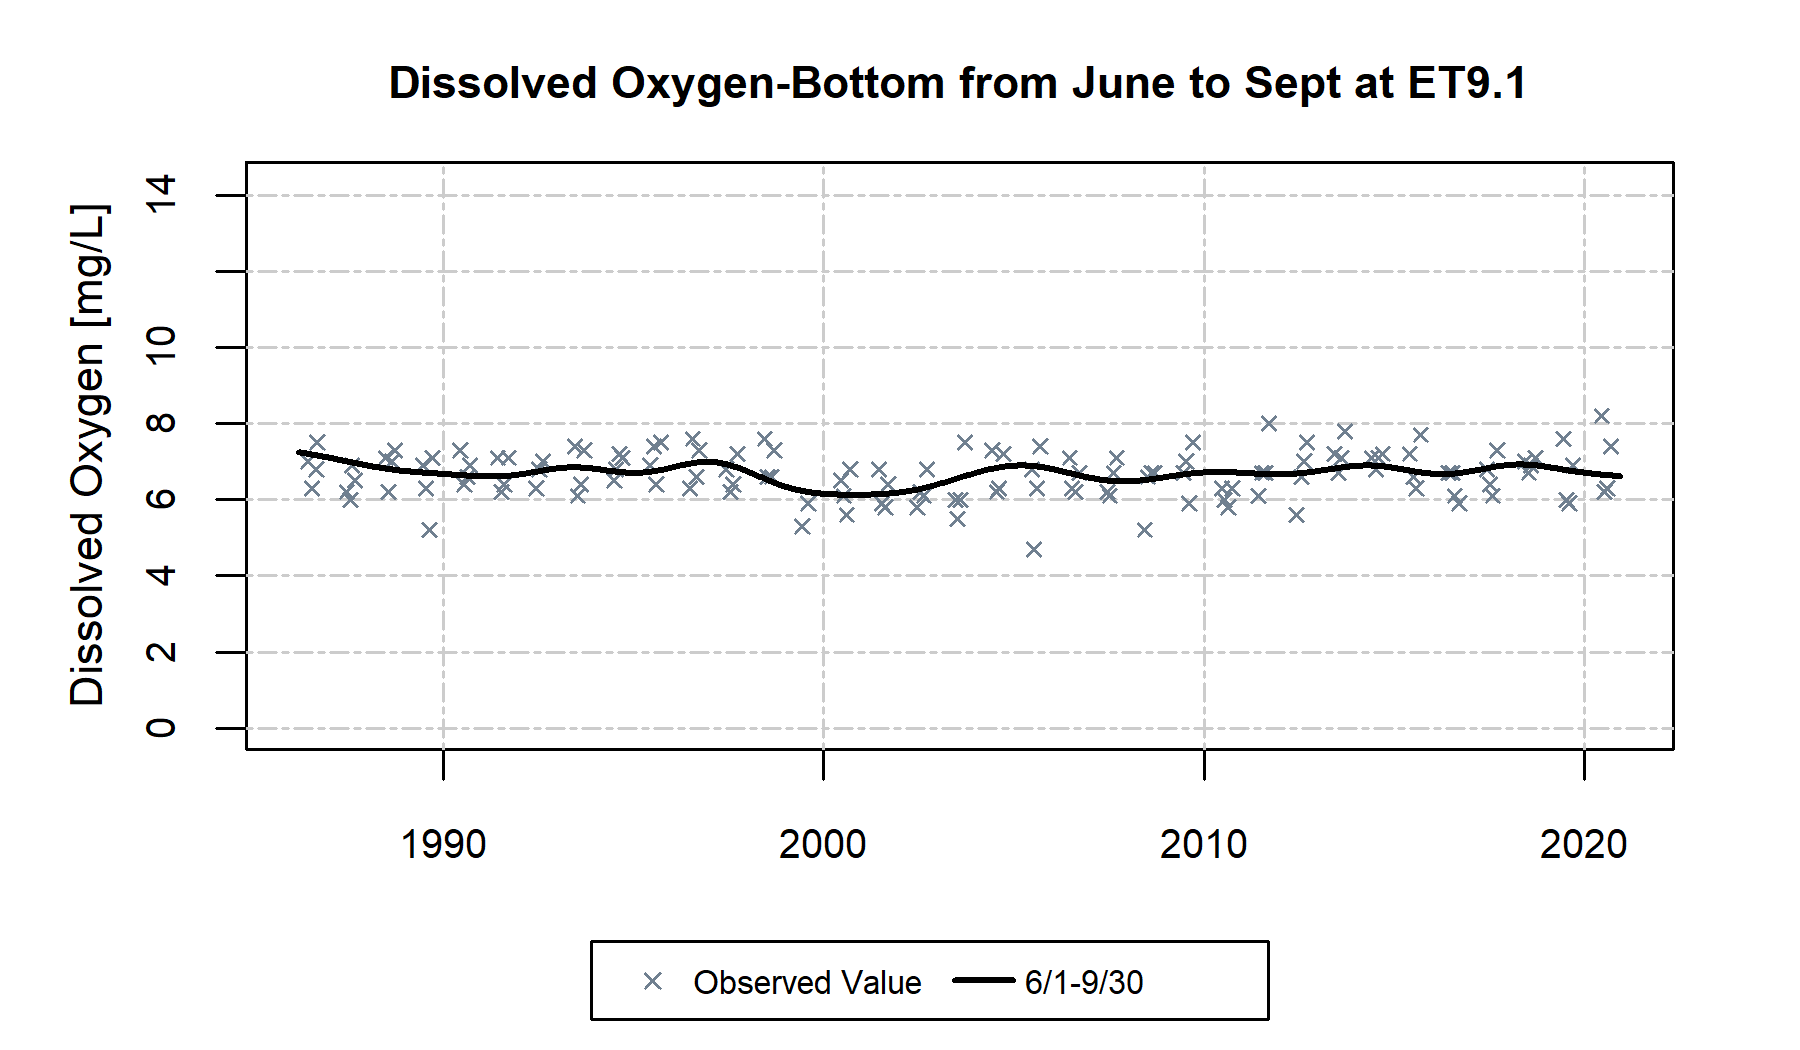 Dissolved Oxygen-Bottom from June to Sept at ET9.1
Dissolved Oxygen [mg/L]
14
10
8
6
4
2
0
1990 2000 2010 2020
Observed Value 6/1-9/30